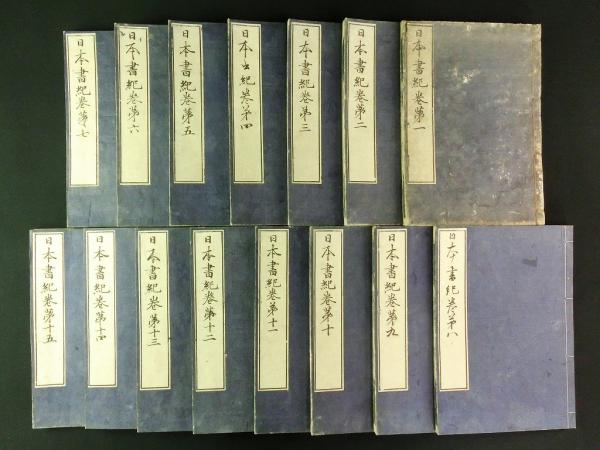 日本書紀巻第一
日本書紀巻第二
日本書紀巻第三
日本書紀巻第四
日本書紀巻第五
日本書紀巻第六
日本書紀巻第七
日本書紀巻第八
日本書紀巻第九
日本書紀巻第十
日本書紀巻第十一
日本書紀巻第十二
日本書紀巻第十三
日本書紀巻第十四
日本書紀巻第十五